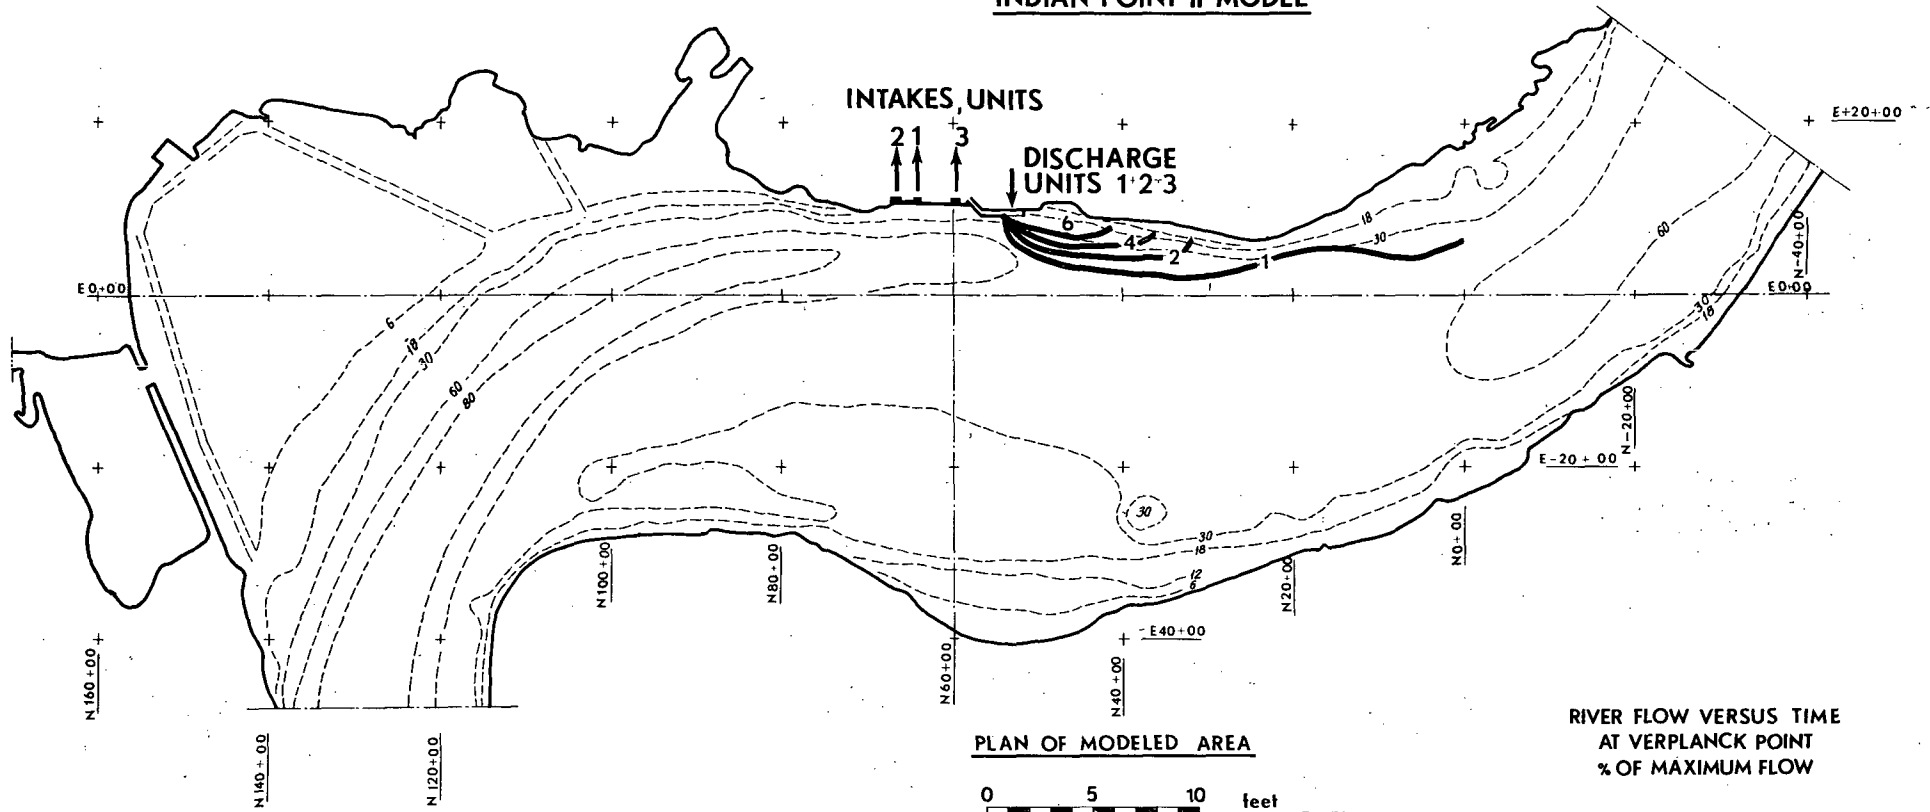 INDIAN POINT II MODEL
INTAKES, UNITS
2 1 3
DISCHARGE
UNITS 1+2+3
E+20+00
6
4
2
1
18
30
60
N-40+00
E0+00
E0+00
6
18
30
60
80
30
18
N-20+00
E-20+00
30
30
18
12
6
N0+00
N20+00
N100+00
N80+00
E40+00
N160+00
N60+00
N40+00
N140+00
N120+00
PLAN OF MODELED AREA
0 5 10 feet
RIVER FLOW VERSUS TIME
AT VERPLANCK POINT
% OF MAXIMUM FLOW